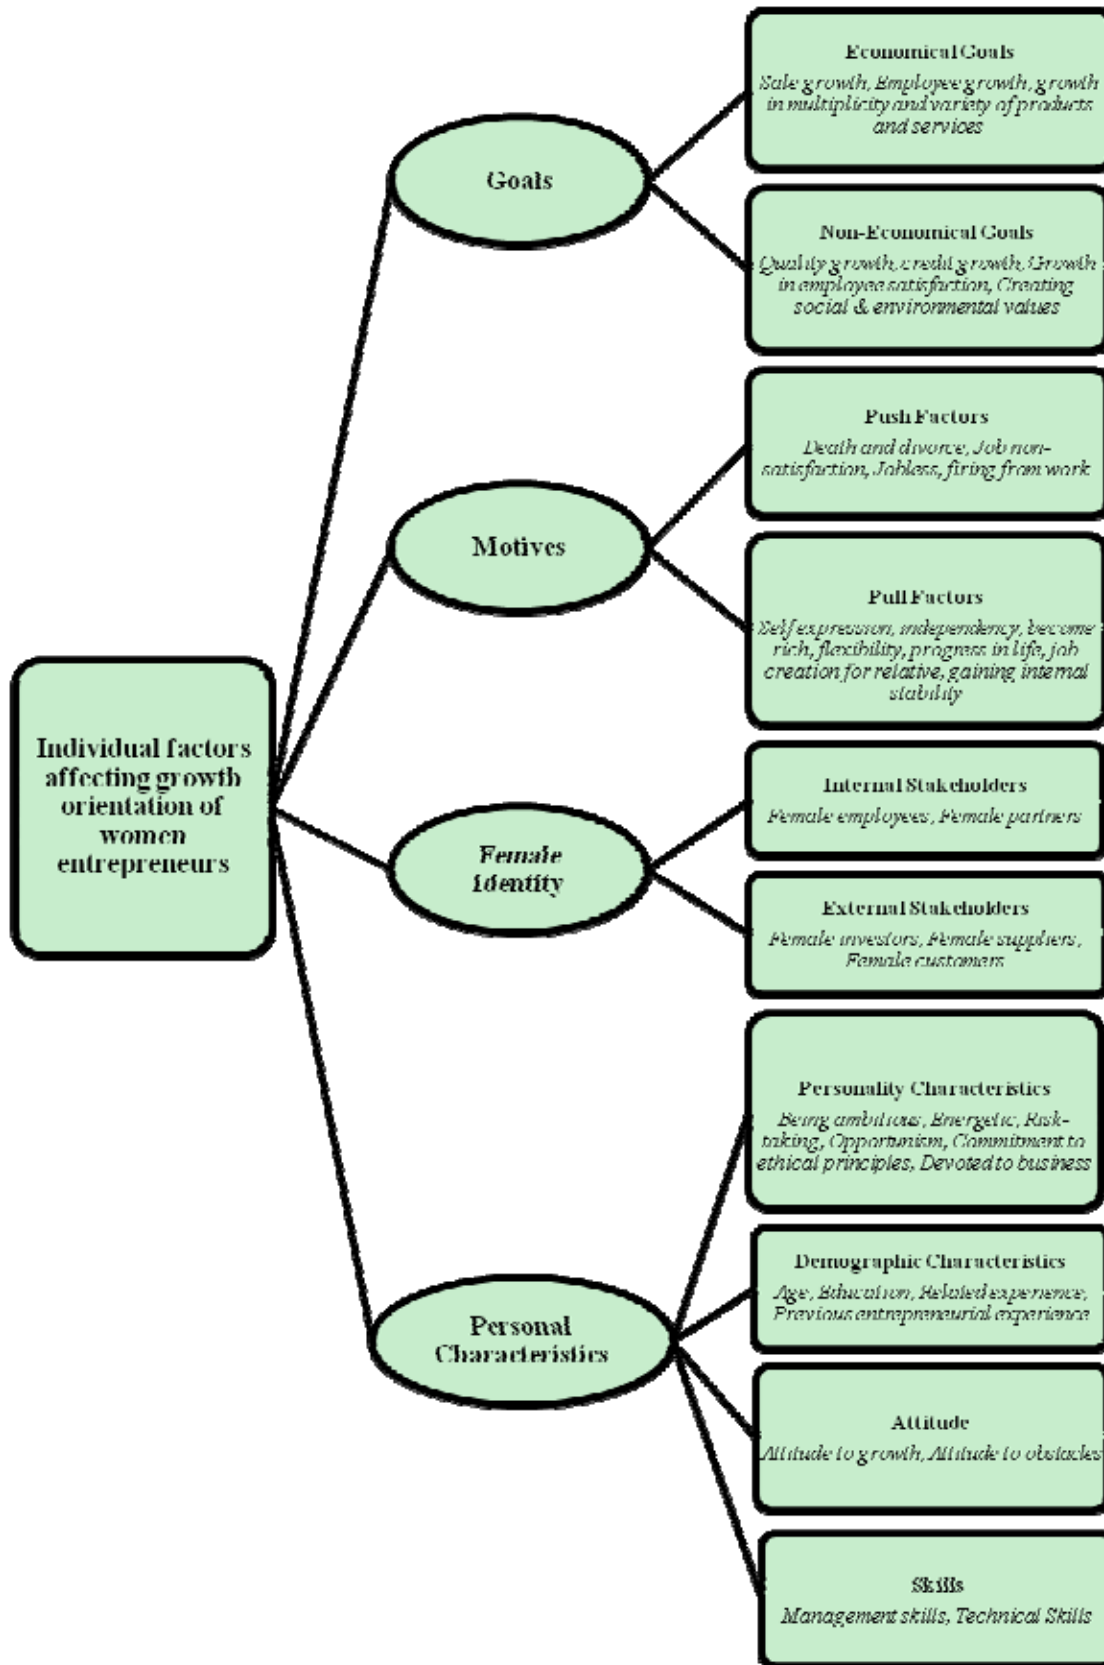 Individual factors
affecting growth
orientation of
women
entrepreneurs
Goals
Economical Goals
Sale growth, Employee growth, growth
in multiplicity and variety of products
and services
Non-Economical Goals
Quality growth, credit growth, Growth
in employee satisfaction, Creating
social & environmental values
Motives
Push Factors
Death and divorce, Job non-
satisfaction, Jobless, firing from work
Pull Factors
Self expression, independency, become
rich, flexibility, progress in life, job
creation for relative, gaining internal
stability
Female
Identity
Internal Stakeholders
Female employees, Female partners
External Stakeholders
Female investors, Female suppliers,
Female customers
Personal
Characteristics
Personality Characteristics
Being ambitious, Energetic, Risk-
taking, Opportunism, Commitment to
ethical principles, Devoted to business
Demographic Characteristics
Age, Education, Related experience,
Previous entrepreneurial experience
Attitude
Attitude to growth, Attitude to obstacles
Skills
Management skills, Technical Skills